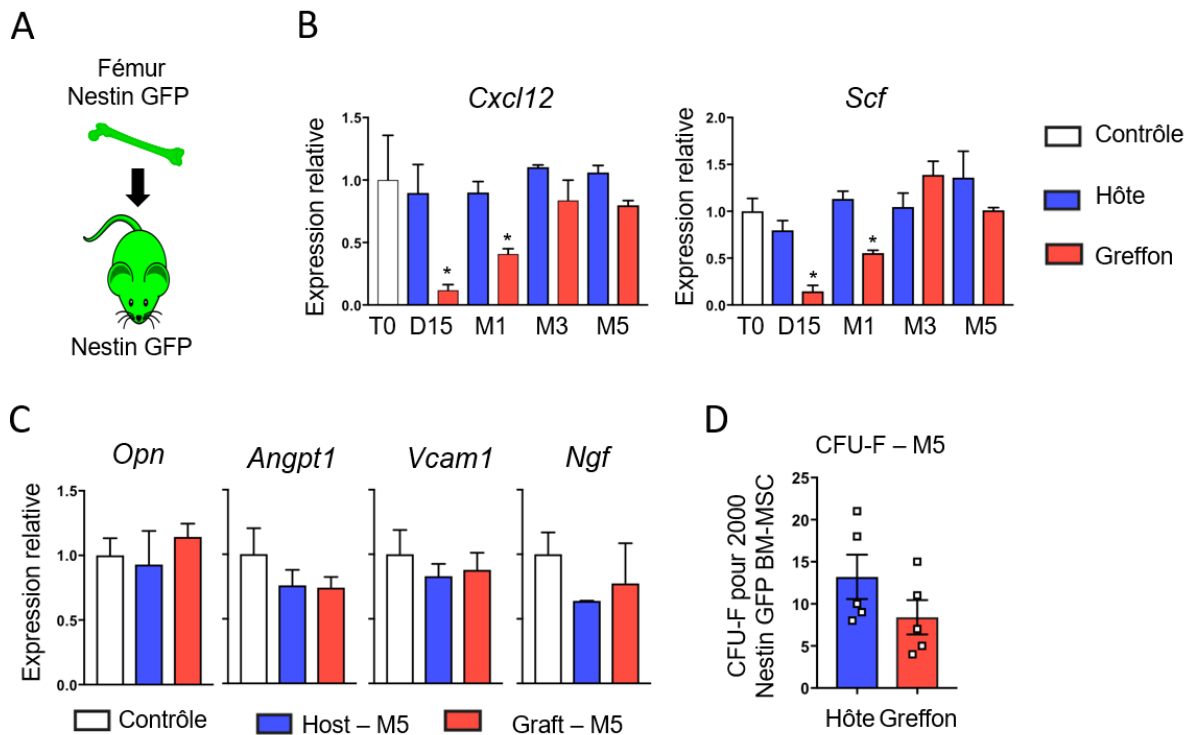 A
Fémur
Nestin GFP
Nestin GFP
B
Cxcl12
Expression relative
1.5
1.0
0.5
0.0
T0 D15 M1 M3 M5
*
*
Scf
Expression relative
2.0
1.5
1.0
0.5
0.0
T0 D15 M1 M3 M5
*
*
Contrôle
Hôte
Greffon
C
Opn
Angpt1
Vcam1
Ngf
Expression relative
1.5
1.0
0.5
0.0
Contrôle
Host – M5
Graft – M5
D
CFU-F – M5
CFU-F pour 2000
Nestin GFP BM-MSC
25
20
15
10
5
0
Hôte Greffon